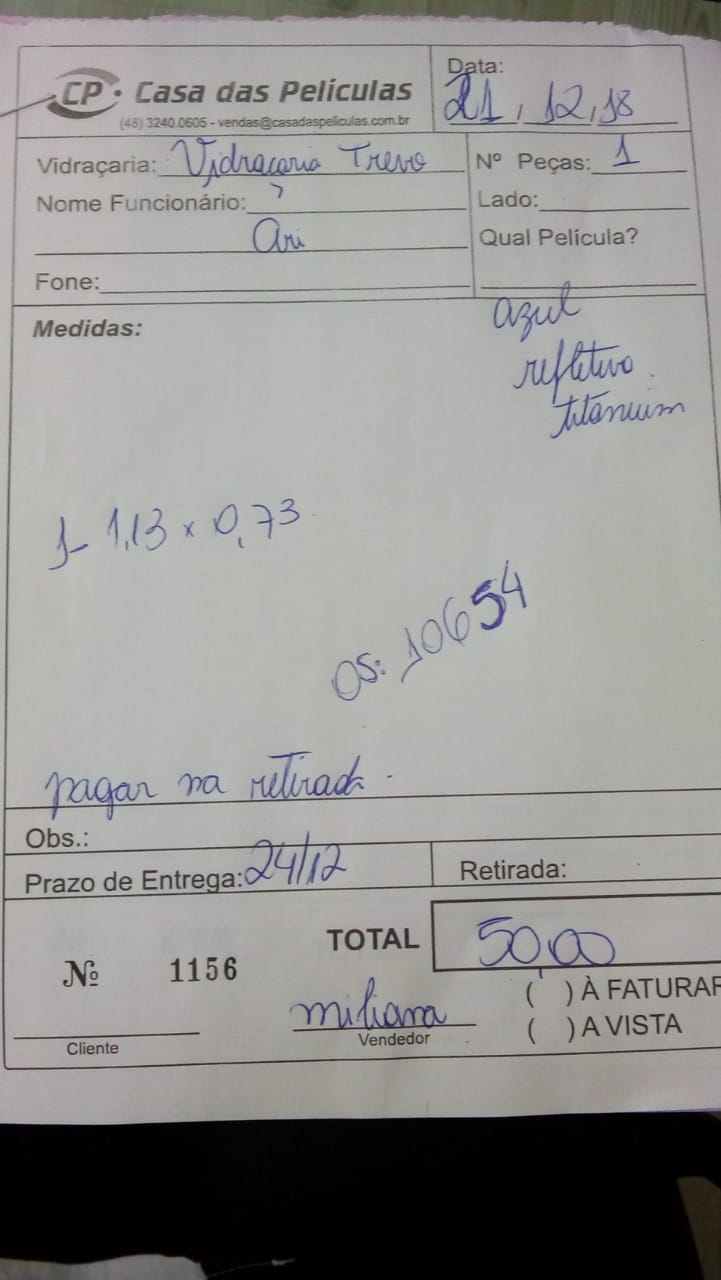 CP · Casa das Películas
(48) 3240.0605 - vendas@casadaspeliculas.com.br
Data:
21, 12, 18
Vidraçaria: Vidraçaria Trevo
Nº Peças: 1
Nome Funcionário:
Ari
Lado:
Qual Película?
Fone:
azul
refletivo
titanium
Medidas:
1- 1,13 x 0,73
OS: 10654
pagar na retirada.
Obs.:
Prazo de Entrega: 24/12
Retirada:
TOTAL 50,00
Nº 1156
( ) À FATURAR
( ) A VISTA
miliana
Cliente
Vendedor